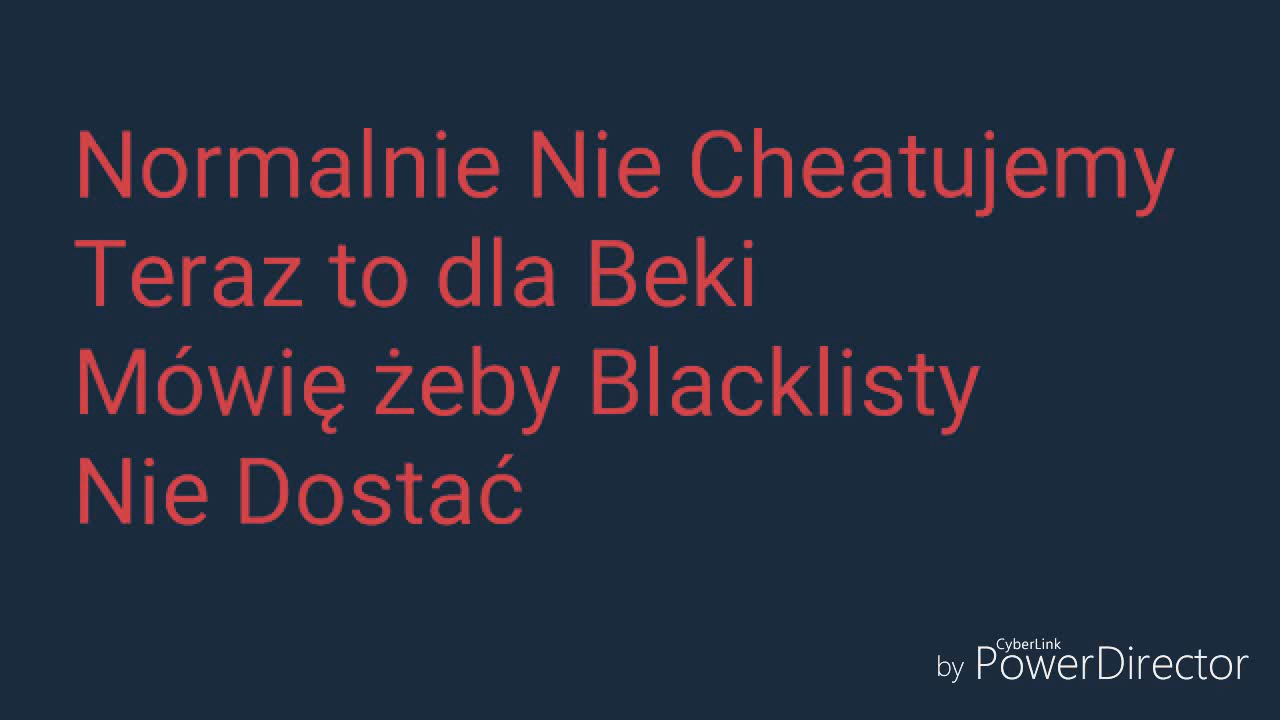 Normalnie Nie Cheatujemy
Teraz to dla Beki
Mówię żeby Blacklisty
Nie Dostać
by CyberLink PowerDirector